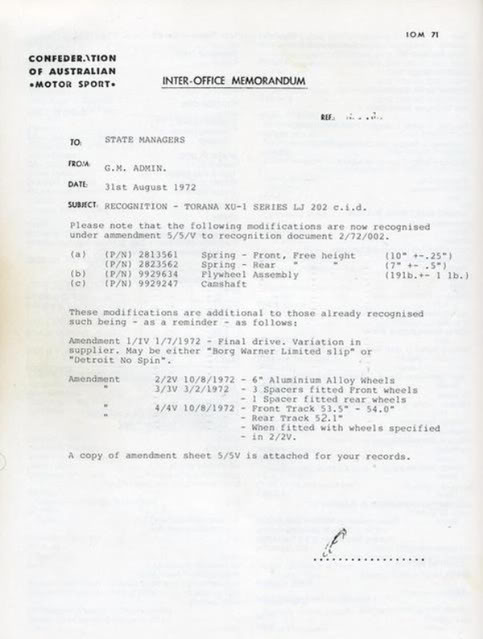 IOM 71
CONFEDERATION
OF AUSTRALIAN
•MOTOR SPORT•
INTER-OFFICE MEMORANDUM
REF:
TO: STATE MANAGERS
FROM: G.M. ADMIN.
DATE: 31st August 1972
SUBJECT: RECOGNITION - TORANA XU-1 SERIES LJ 202 c.i.d.
Please note that the following modifications are now recognised
under ammendment 5/5/V to recognition document 2/72/002.
(a) (P/N) 2813561 Spring - Front, Free height (10" +-.25")
(P/N) 2823562 Spring - Rear " " (7" +- .5")
(b) (P/N) 9929634 Flywheel Assembly (19lb.+- 1 lb.)
(c) (P/N) 9929247 Camshaft
These modifications are additional to those already recognised
such being - as a reminder - as follows:
Amendment 1/IV 1/7/1972 - Final drive. Variation in
supplier. May be either "Borg Warner Limited slip" or
"Detroit No Spin".
Amendment 2/2V 10/8/1972 - 6" Aluminium Alloy Wheels
" 3/3V 3/2/1972 - 3 Spacers fitted Front wheels
- 1 Spacer fitted rear wheels
" 4/4V 10/8/1972 - Front Track 53.5" - 54.0"
" - Rear Track 52.1"
- When fitted with wheels specified
- in 2/2V.
A copy of amendment sheet 5/5V is attached for your records.